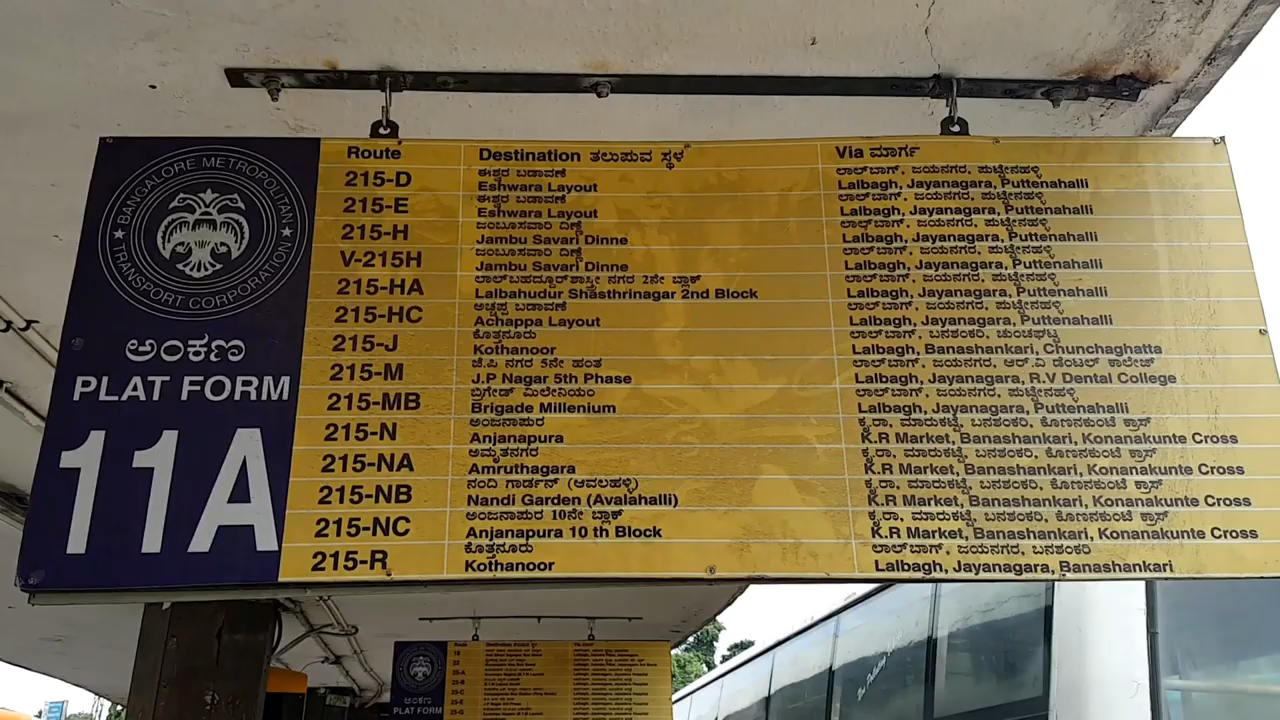 BANGALORE METROPOLITAN
TRANSPORT CORPORATION
ಅಂಕಣ
PLAT FORM
11A
Route Destination ತಲುಪುವ ಸ್ಥಳ Via ಮಾರ್ಗ
215-D ಈಶ್ವರ ಬಡಾವಣೆ ಲಾಲ್‌ಬಾಗ್, ಜಯನಗರ, ಪುಟ್ಟೇನಹಳ್ಳಿ
Eshwara Layout Lalbagh, Jayanagara, Puttenahalli
215-E ಈಶ್ವರ ಬಡಾವಣೆ ಲಾಲ್‌ಬಾಗ್, ಜಯನಗರ, ಪುಟ್ಟೇನಹಳ್ಳಿ
Eshwara Layout Lalbagh, Jayanagara, Puttenahalli
215-H ಜಂಬೂಸವಾರಿ ದಿಣ್ಣೆ ಲಾಲ್‌ಬಾಗ್, ಜಯನಗರ, ಪುಟ್ಟೇನಹಳ್ಳಿ
Jambu Savari Dinne Lalbagh, Jayanagara, Puttenahalli
V-215H ಜಂಬೂಸವಾರಿ ದಿಣ್ಣೆ ಲಾಲ್‌ಬಾಗ್, ಜಯನಗರ, ಪುಟ್ಟೇನಹಳ್ಳಿ
Jambu Savari Dinne Lalbagh, Jayanagara, Puttenahalli
215-HA ಲಾಲ್‌ಬಹದ್ದೂರ್‌ಶಾಸ್ತ್ರೀ ನಗರ 2ನೇ ಬ್ಲಾಕ್ ಲಾಲ್‌ಬಾಗ್, ಜಯನಗರ, ಪುಟ್ಟೇನಹಳ್ಳಿ
Lalbahudur Shasthrinagar 2nd Block Lalbagh, Jayanagara, Puttenahalli
215-HC ಅಚ್ಚಪ್ಪ ಬಡಾವಣೆ ಲಾಲ್‌ಬಾಗ್, ಜಯನಗರ, ಪುಟ್ಟೇನಹಳ್ಳಿ
Achappa Layout Lalbagh, Jayanagara, Puttenahalli
215-J ಕೊತ್ತನೂರು ಲಾಲ್‌ಬಾಗ್, ಬನಶಂಕರಿ, ಚುಂಚಘಟ್ಟ
Kothanoor Lalbagh, Banashankari, Chunchaghatta
215-M ಜೆ.ಪಿ ನಗರ 5ನೇ ಹಂತ ಲಾಲ್‌ಬಾಗ್, ಜಯನಗರ, ಆರ್.ವಿ ಡೆಂಟಲ್ ಕಾಲೇಜ್
J.P Nagar 5th Phase Lalbagh, Jayanagara, R.V Dental College
215-MB ಬ್ರಿಗೇಡ್ ಮಿಲೇನಿಯಂ ಲಾಲ್‌ಬಾಗ್, ಜಯನಗರ, ಪುಟ್ಟೇನಹಳ್ಳಿ
Brigade Millenium Lalbagh, Jayanagara, Puttenahalli
215-N ಅಂಜನಾಪುರ ಕೃ.ರಾ, ಮಾರುಕಟ್ಟೆ, ಬನಶಂಕರಿ, ಕೊಣನಕುಂಟೆ ಕ್ರಾಸ್
Anjanapura K.R Market, Banashankari, Konanakunte Cross
215-NA ಅಮೃತನಗರ ಕೃ.ರಾ, ಮಾರುಕಟ್ಟೆ, ಬನಶಂಕರಿ, ಕೊಣನಕುಂಟೆ ಕ್ರಾಸ್
Amruthagara K.R Market, Banashankari, Konanakunte Cross
215-NB ನಂದಿ ಗಾರ್ಡನ್ (ಆವಲಹಳ್ಳಿ) ಕೃ.ರಾ, ಮಾರುಕಟ್ಟೆ, ಬನಶಂಕರಿ, ಕೊಣನಕುಂಟೆ ಕ್ರಾಸ್
Nandi Garden (Avalahalli) K.R Market, Banashankari, Konanakunte Cross
215-NC ಅಂಜನಾಪುರ 10ನೇ ಬ್ಲಾಕ್ ಕೃ.ರಾ, ಮಾರುಕಟ್ಟೆ, ಬನಶಂಕರಿ, ಕೊಣನಕುಂಟೆ ಕ್ರಾಸ್
Anjanapura 10 th Block K.R Market, Banashankari, Konanakunte Cross
215-R ಕೊತ್ತನೂರು ಲಾಲ್‌ಬಾಗ್, ಜಯನಗರ, ಬನಶಂಕರಿ
Kothanoor Lalbagh, Jayanagara, Banashankari
ಅಂಕಣ
PLAT FORM
Route Destination